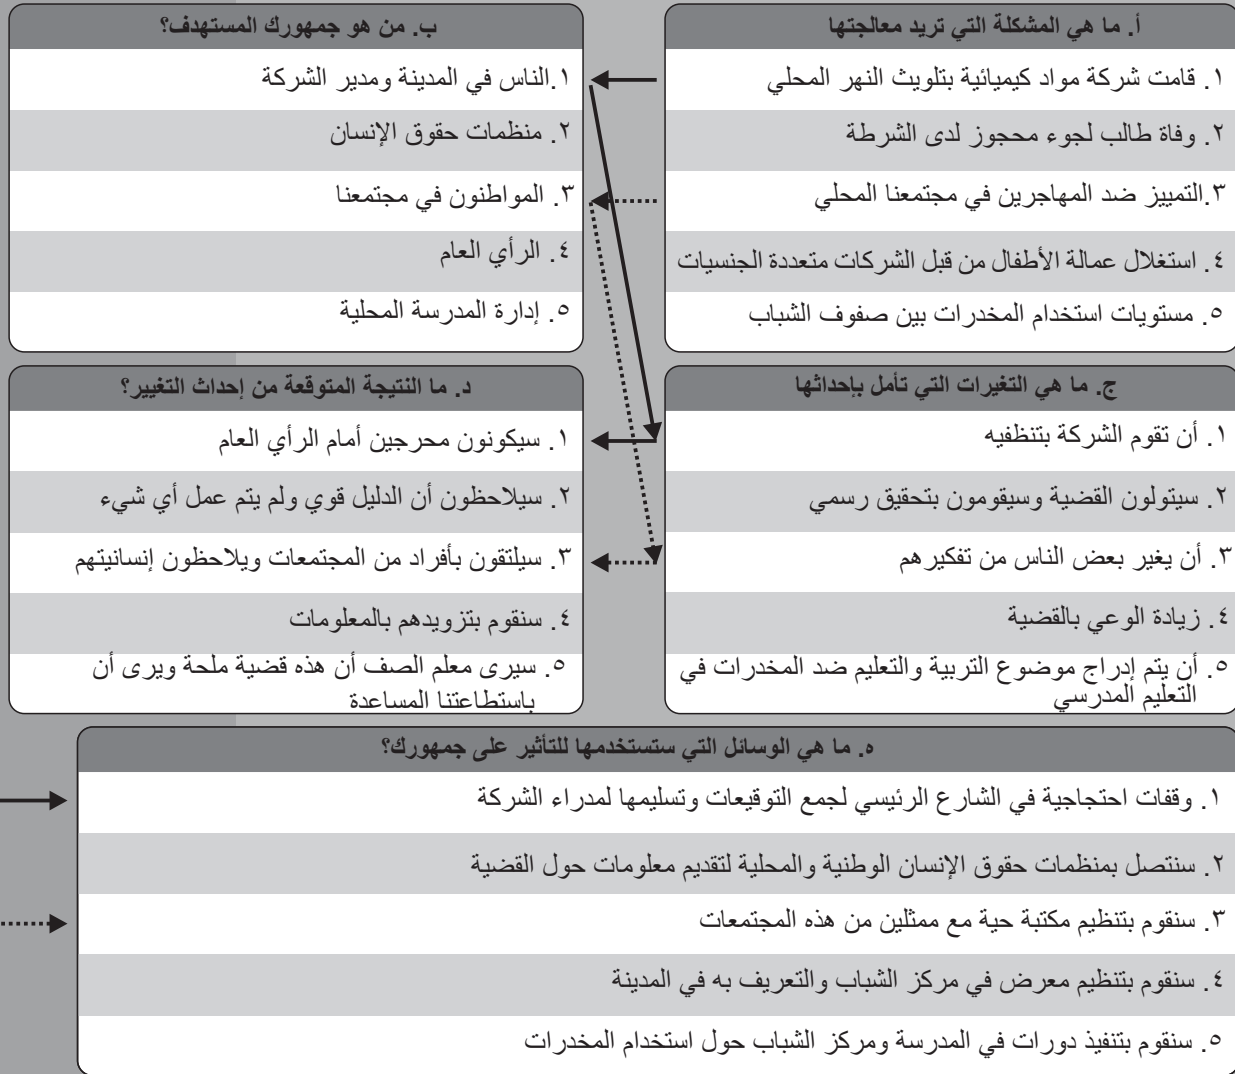 أ. ما هي المشكلة التي تريد معالجتها
١. قامت شركة مواد كيميائية بتلويث النهر المحلي
٢. وفاة طالب لجوء محجوز لدى الشرطة
٣.التمييز ضد المهاجرين في مجتمعنا المحلي
٤. استغلال عمالة الأطفال من قبل الشركات متعددة الجنسيات
٥. مستويات استخدام المخدرات بين صفوف الشباب
ب. من هو جمهورك المستهدف؟
١.الناس في المدينة ومدير الشركة
٢. منظمات حقوق الإنسان
٣. المواطنون في مجتمعنا
٤. الرأي العام
٥. إدارة المدرسة المحلية
ج. ما هي التغيرات التي تأمل بإحداثها
١. أن تقوم الشركة بتنظفيه
٢. سيتولون القضية وسيقومون بتحقيق رسمي
٣. أن يغير بعض الناس من تفكيرهم
٤. زيادة الوعي بالقضية
٥. أن يتم إدراج موضوع التربية والتعليم ضد المخدرات في
التعليم المدرسي
د. ما النتيجة المتوقعة من إحداث التغيير؟
١. سيكونون محرجين أمام الرأي العام
٢. سيلاحظون أن الدليل قوي ولم يتم عمل أي شيء
٣. سيلتقون بأفراد من المجتمعات ويلاحظون إنسانيتهم
٤. سنقوم بتزويدهم بالمعلومات
٥. سيرى معلم الصف أن هذه قضية ملحة ويرى أن
باستطاعتنا المساعدة
ه. ما هي الوسائل التي ستستخدمها للتأثير على جمهورك؟
١. وقفات احتجاجية في الشارع الرئيسي لجمع التوقيعات وتسليمها لمدراء الشركة
٢. سنتصل بمنظمات حقوق الإنسان الوطنية والمحلية لتقديم معلومات حول القضية
٣. سنقوم بتنظيم مكتبة حية مع ممثلين من هذه المجتمعات
٤. سنقوم بتنظيم معرض في مركز الشباب والتعريف به في المدينة
٥. سنقوم بتنفيذ دورات في المدرسة ومركز الشباب حول استخدام المخدرات